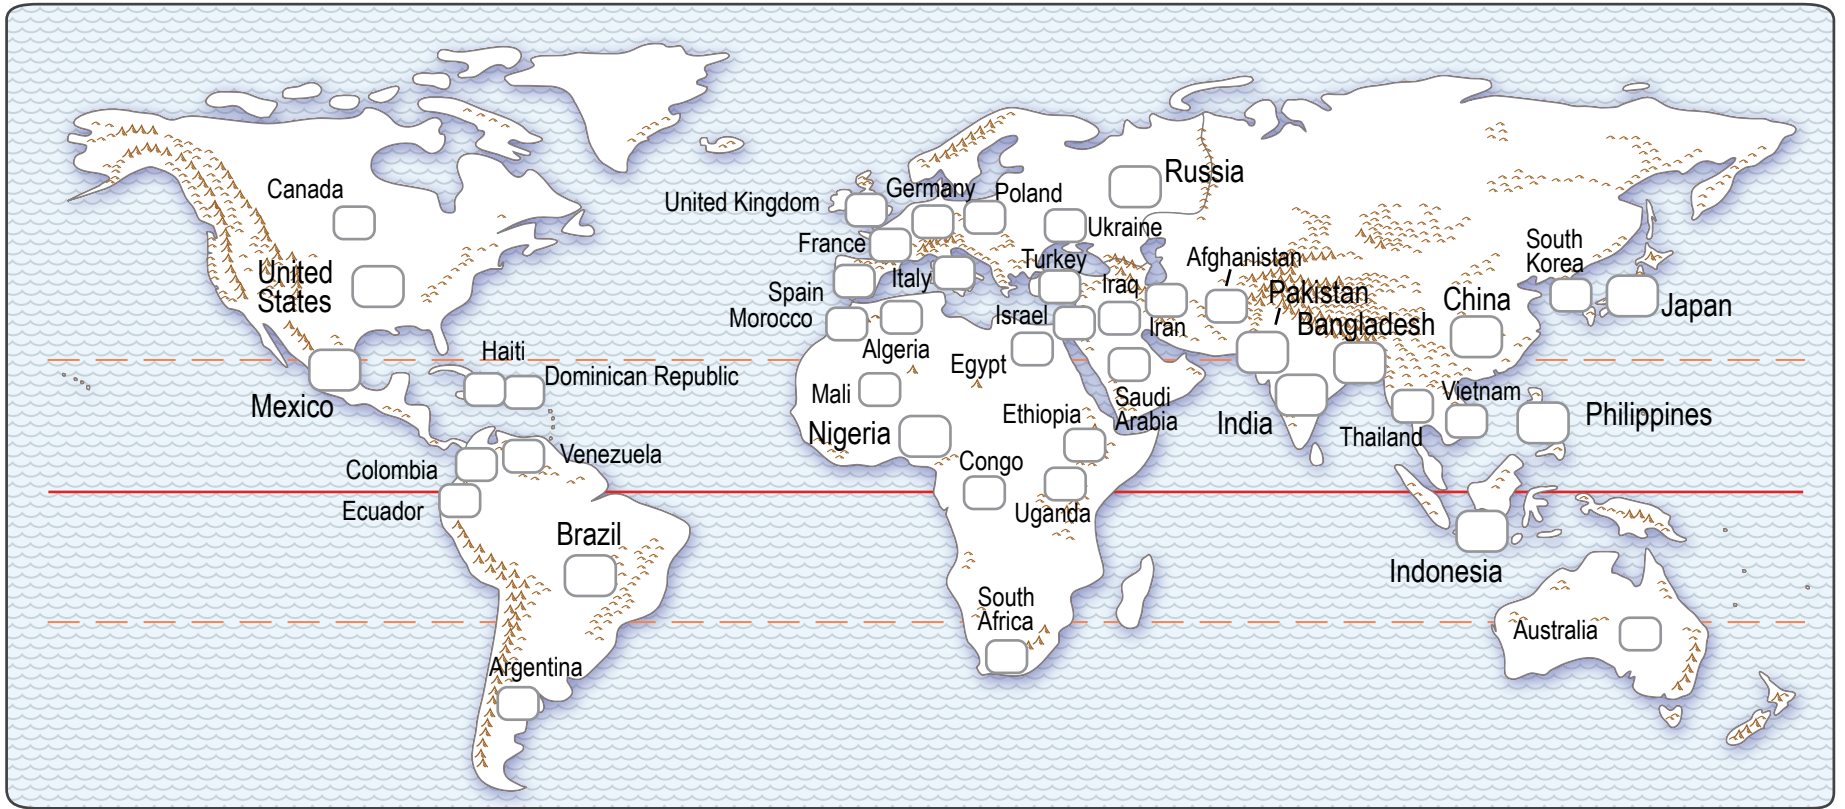 Canada
United
States
Mexico
Haiti
Dominican Republic
Venezuela
Colombia
Ecuador
Brazil
Argentina
United Kingdom
Germany
Poland
Russia
Ukraine
France
Italy
Turkey
Spain
Morocco
Algeria
Israel
Iraq
Iran
Afghanistan
Pakistan
Bangladesh
China
South
Korea
Japan
Egypt
Mali
Saudi
Arabia
Ethiopia
Nigeria
Congo
Uganda
South
Africa
India
Thailand
Vietnam
Philippines
Indonesia
Australia